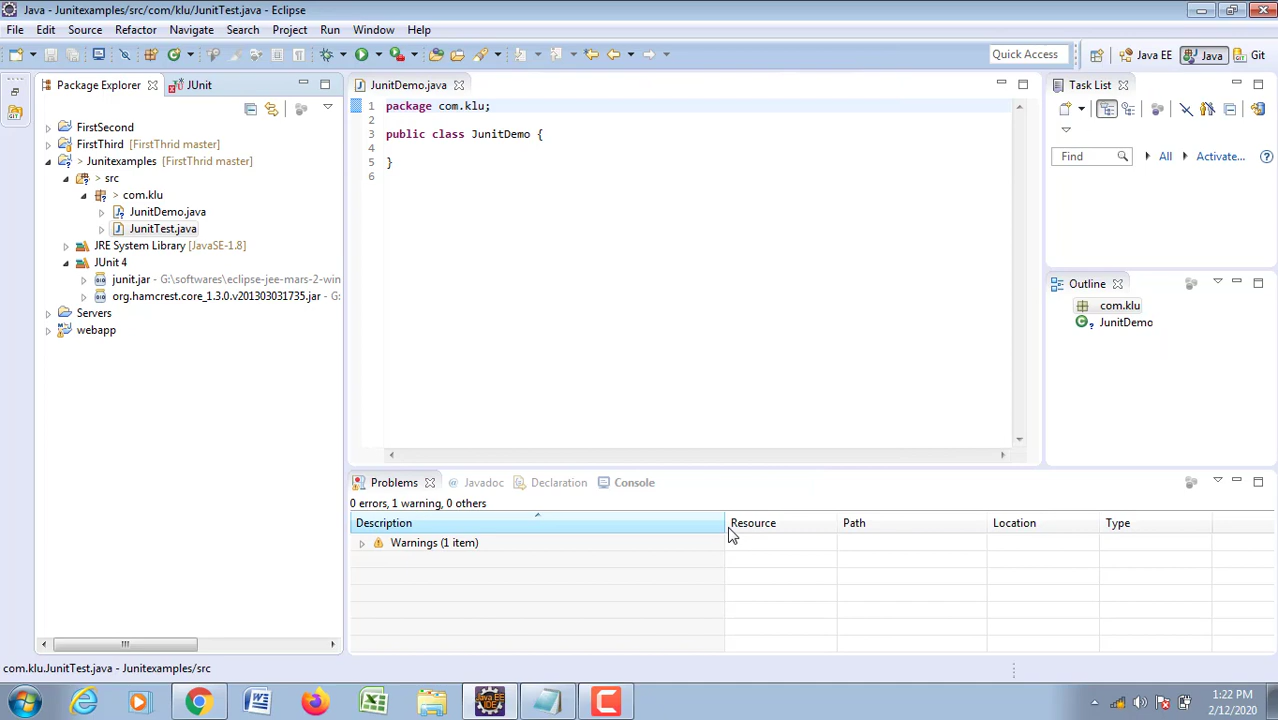 Java - Junitexamples/src/com/klu/JunitTest.java - Eclipse
File Edit Source Refactor Navigate Search Project Run Window Help
Quick Access Java EE Java Git
Package Explorer JUnit
JunitDemo.java
Task List
FirstSecond
FirstThird [FirstThrid master]
> Junitexamples [FirstThrid master]
> src
> com.klu
JunitDemo.java
JunitTest.java
JRE System Library [JavaSE-1.8]
JUnit 4
junit.jar - G:\softwares\eclipse-jee-mars-2-win
org.hamcrest.core_1.3.0.v201303031735.jar - G:
Servers
webapp
1 package com.klu;
2
3 public class JunitDemo {
4
5 }
6
Find All Activate...
Outline
com.klu
JunitDemo
Problems @ Javadoc Declaration Console
0 errors, 1 warning, 0 others
Description Resource Path Location Type
Warnings (1 item)
com.klu.JunitTest.java - Junitexamples/src
Java EE
IDE
1:22 PM
2/12/2020